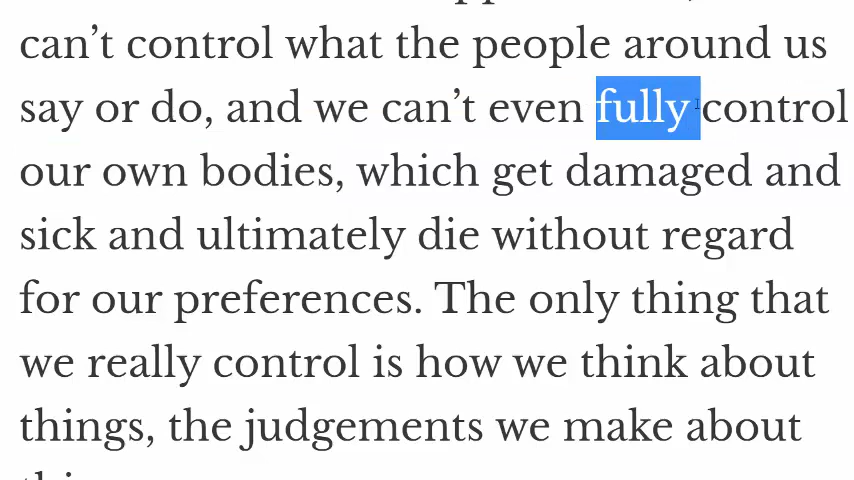 can’t control what the people around us
say or do, and we can’t even fully control
our own bodies, which get damaged and
sick and ultimately die without regard
for our preferences. The only thing that
we really control is how we think about
things, the judgements we make about